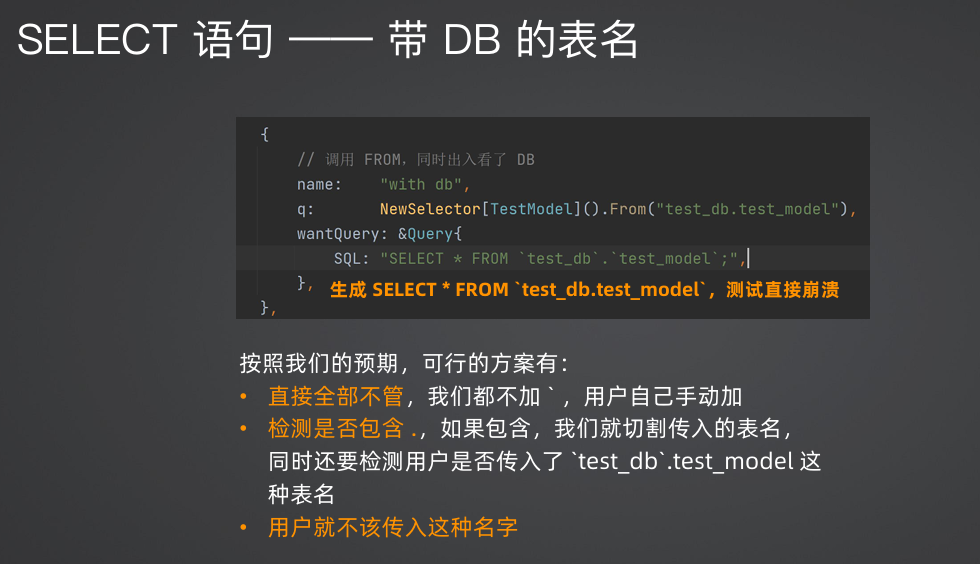 SELECT 语句 —— 带 DB 的表名
{
// 调用 FROM，同时出入看了 DB
name: "with db",
q: NewSelector[TestModel]().From("test_db.test_model"),
wantQuery: &Query{
SQL: "SELECT * FROM `test_db`.`test_model`;",
}, 生成 SELECT * FROM `test_db.test_model`，测试直接崩溃
},
按照我们的预期，可行的方案有：
• 直接全部不管，我们都不加 `，用户自己手动加
• 检测是否包含 .，如果包含，我们就切割传入的表名，
同时还要检测用户是否传入了 `test_db`.test_model 这
种表名
• 用户就不该传入这种名字